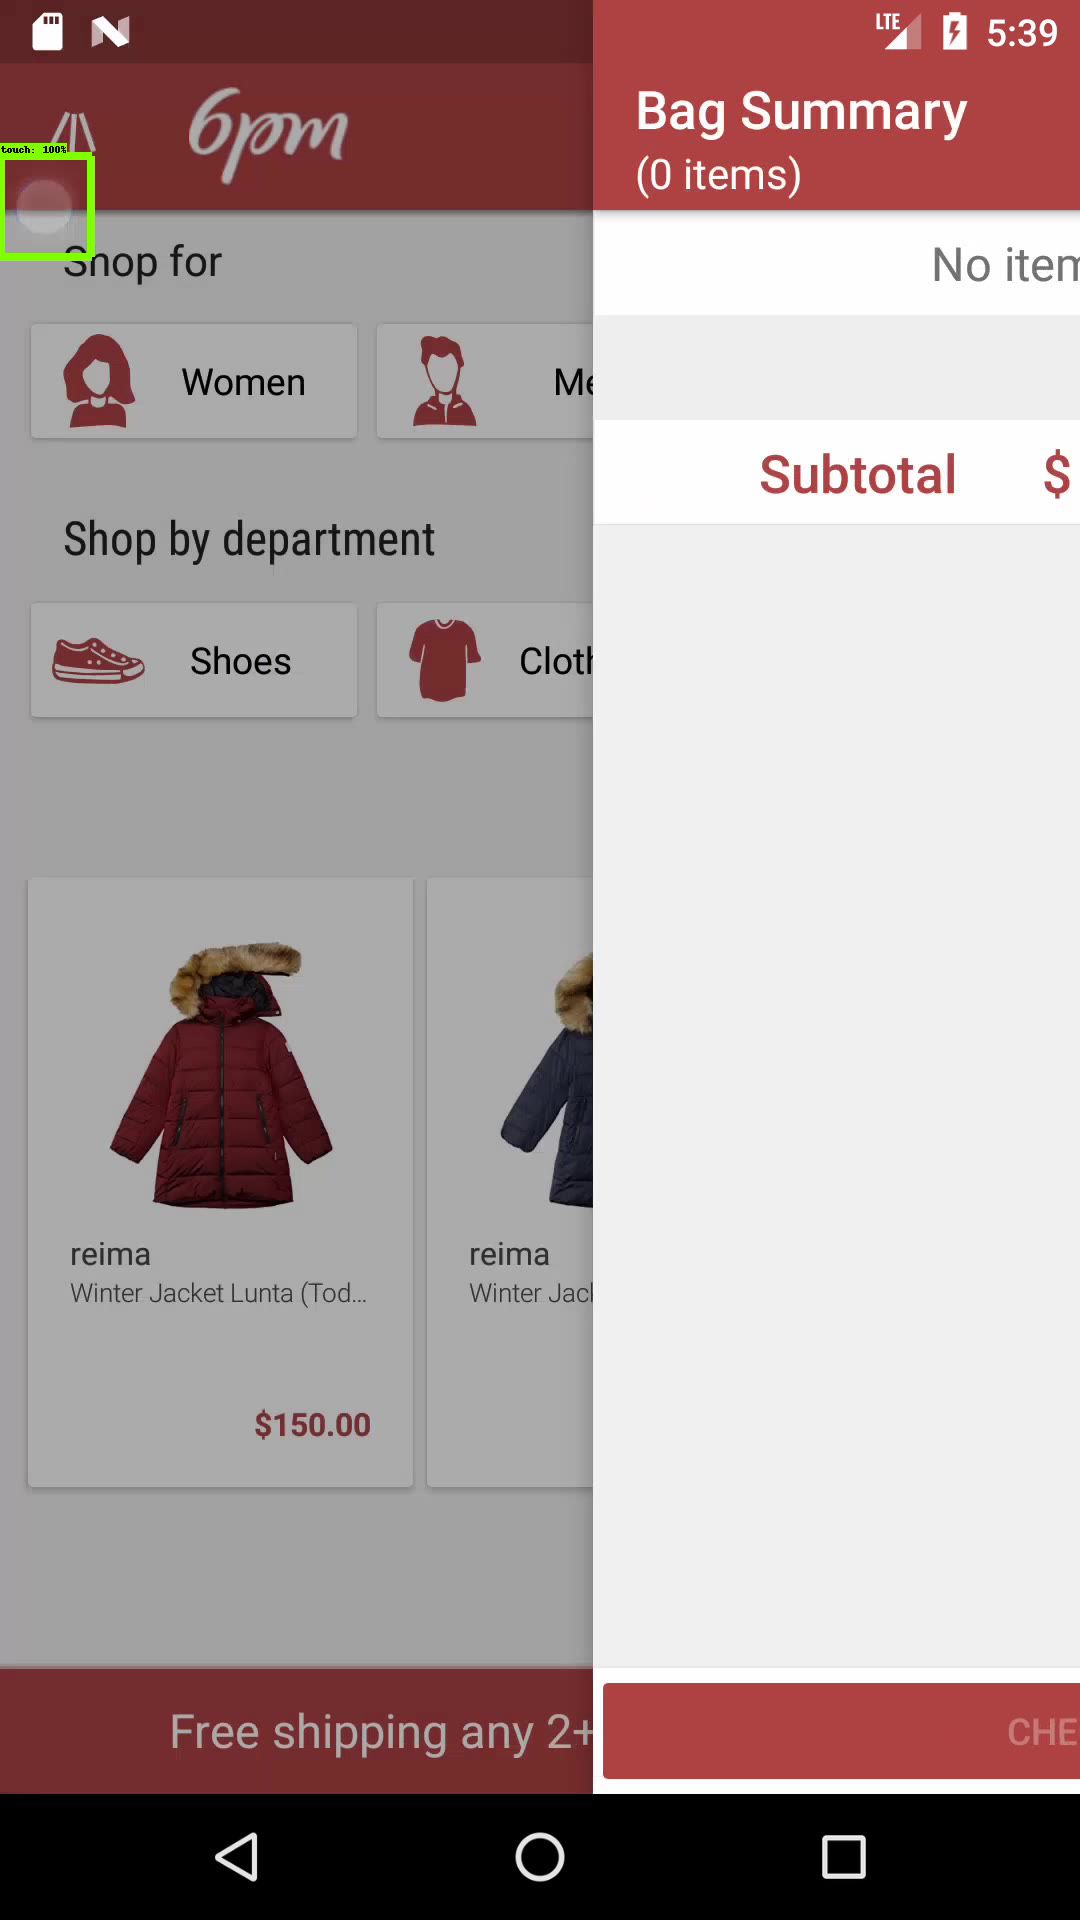 LTE 5:39
6pm
Bag Summary
(0 items)
touch: 100%
Shop for
No item
Women
Me
Subtotal $
Shop by department
Shoes
Cloth
reima
Winter Jacket Lunta (Tod...
$150.00
reima
Winter Jack
Free shipping any 2+
CHE